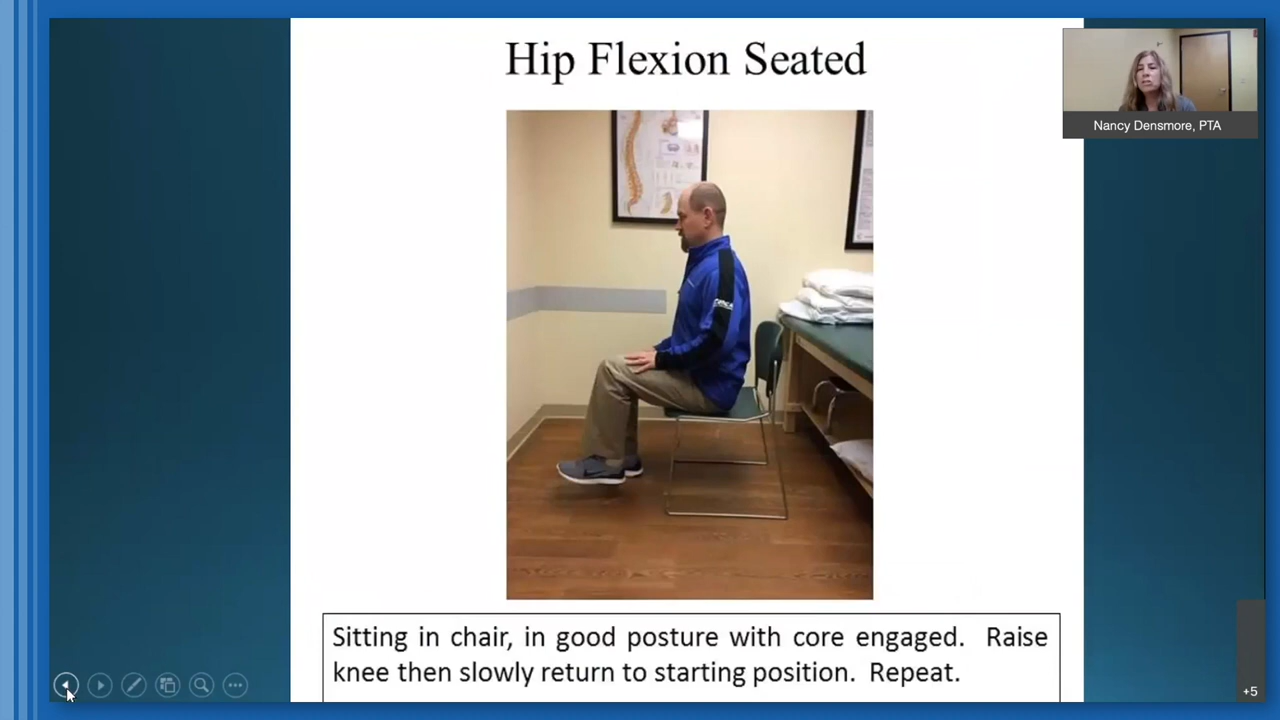 Hip Flexion Seated
Nancy Densmore, PTA
Sitting in chair, in good posture with core engaged. Raise
knee then slowly return to starting position. Repeat.
+5